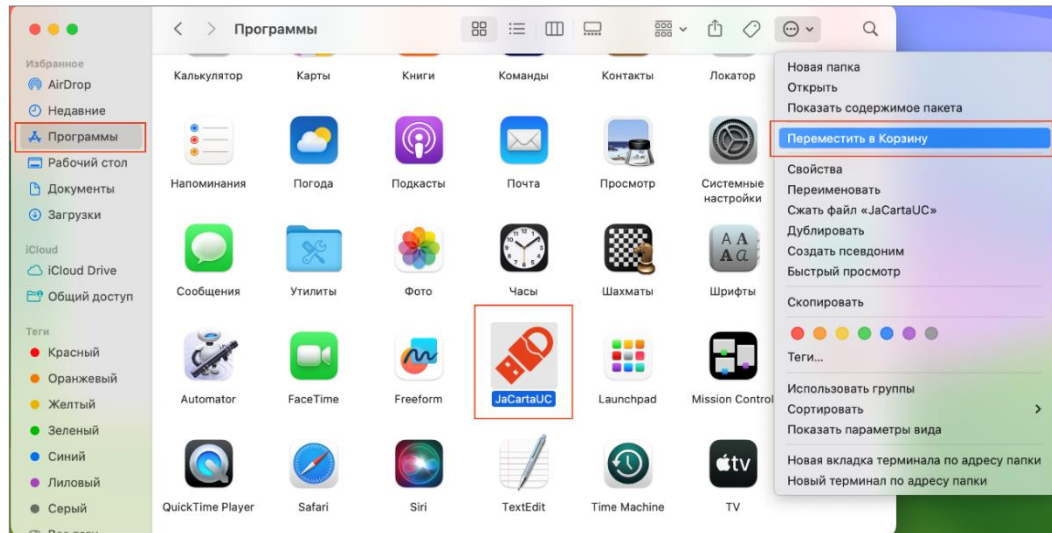 Программы
Избранное
AirDrop
Недавние
Программы
Рабочий стол
Документы
Загрузки
iCloud
iCloud Drive
Общий доступ
Теги
Красный
Оранжевый
Желтый
Зеленый
Синий
Лиловый
Серый
Калькулятор
Карты
Книги
Команды
Контакты
Локатор
Напоминания
Погода
Подкасты
Почта
Просмотр
Системные
настройки
Сообщения
Утилиты
Фото
Часы
Шахматы
Шрифты
Automator
FaceTime
Freeform
JaCartaUC
Launchpad
Mission Control
QuickTime Player
Safari
Siri
TextEdit
Time Machine
tv
TV
Новая папка
Открыть
Показать содержимое пакета
Переместить в Корзину
Свойства
Переименовать
Сжать файл «JaCartaUC»
Дублировать
Создать псевдоним
Быстрый просмотр
Скопировать
Теги...
Использовать группы
Сортировать
Показать параметры вида
Новая вкладка терминала по адресу папки
Новый терминал по адресу папки